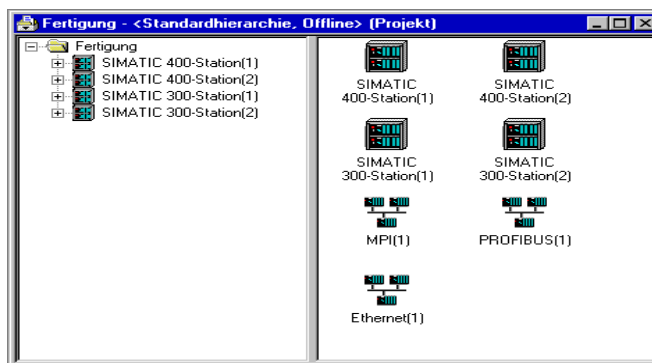 Fertigung - <Standardhierarchie, Offline> (Projekt)
Fertigung
SIMATIC 400-Station(1)
SIMATIC 400-Station(2)
SIMATIC 300-Station(1)
SIMATIC 300-Station(2)
SIMATIC
400-Station(1)
SIMATIC
400-Station(2)
SIMATIC
300-Station(1)
SIMATIC
300-Station(2)
MPI(1)
PROFIBUS(1)
Ethernet(1)